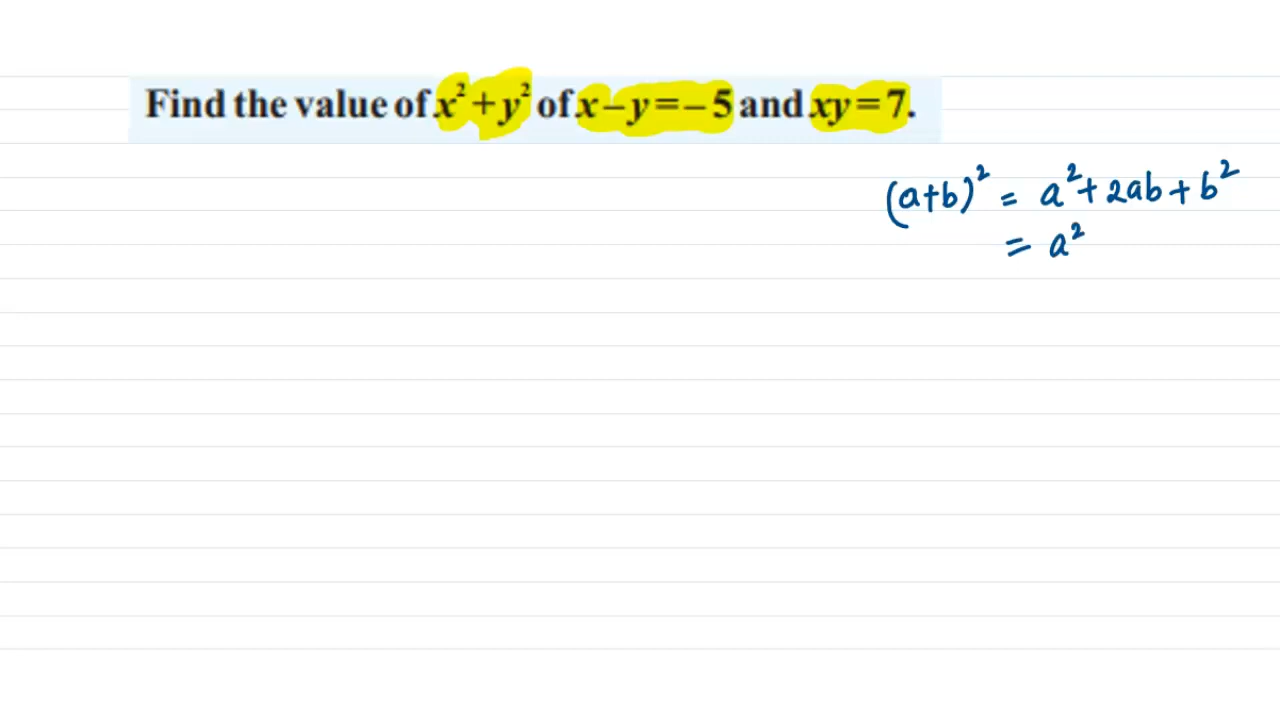 Find the value of x² + y² of x – y = – 5 and xy = 7.
(a+b)² = a² + 2ab + b²
= a²